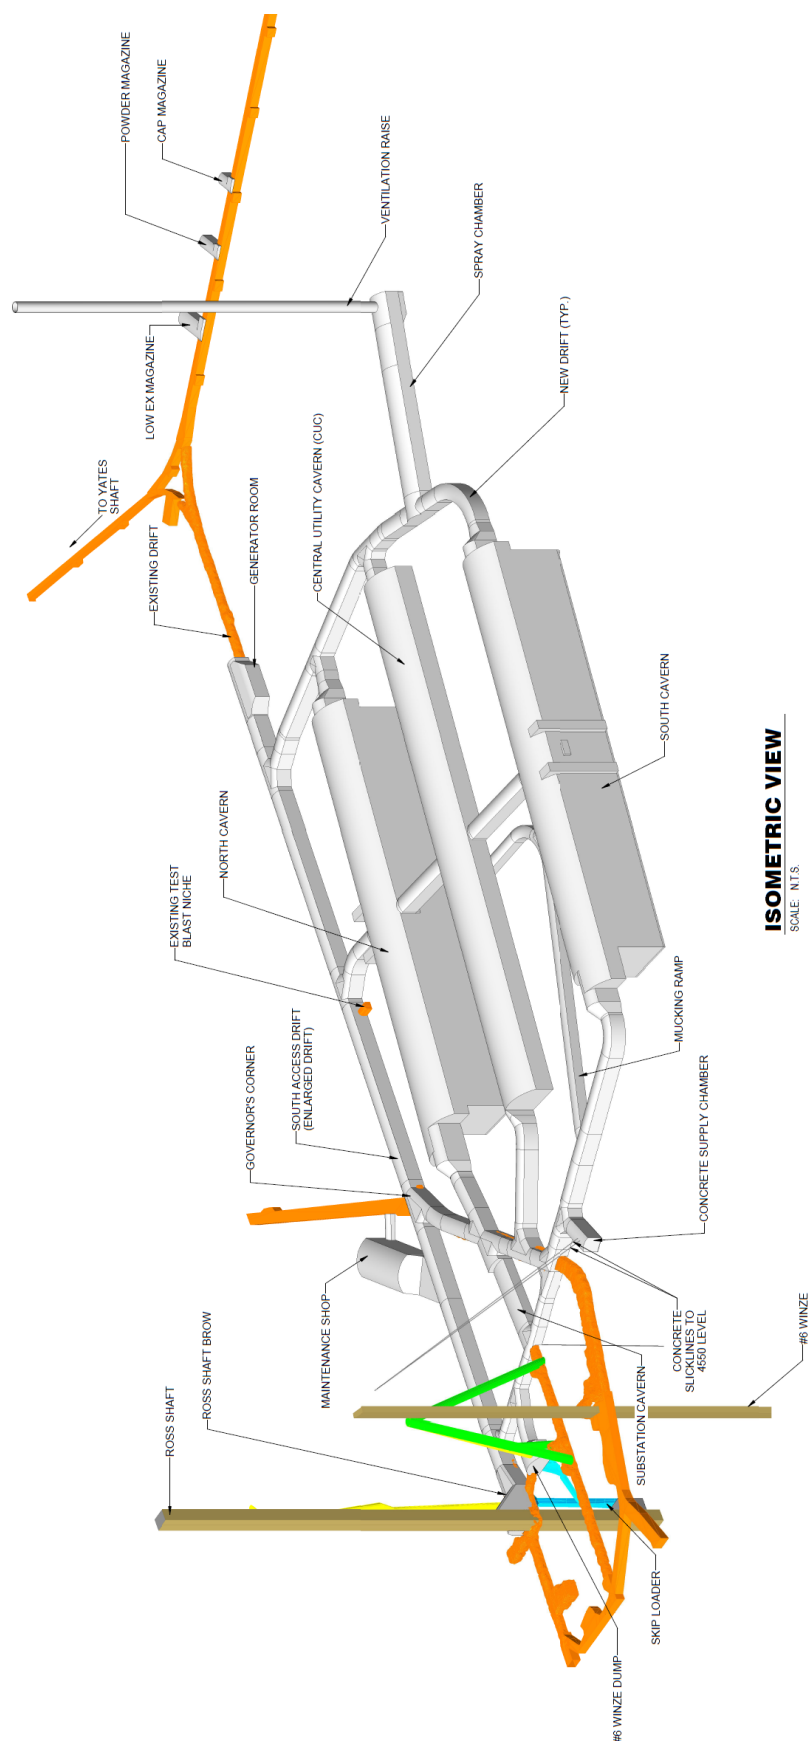 POWDER MAGAZINE
CAP MAGAZINE
VENTILATION RAISE
SPRAY CHAMBER
LOW EX MAGAZINE
NEW DRIFT (TYP.)
TO YATES
SHAFT
CENTRAL UTILITY CAVERN (CUC)
GENERATOR ROOM
EXISTING DRIFT
SOUTH CAVERN
NORTH CAVERN
EXISTING TEST
BLAST NICHE
ISOMETRIC VIEW
SCALE: N.T.S.
MUCKING RAMP
SOUTH ACCESS DRIFT
(ENLARGED DRIFT)
GOVERNOR'S CORNER
CONCRETE SUPPLY CHAMBER
MAINTENANCE SHOP
CONCRETE
SLICKLINES TO
4550 LEVEL
#6 WINZE
ROSS SHAFT BROW
ROSS SHAFT
SUBSTATION CAVERN
SKIP LOADER
#6 WINZE DUMP